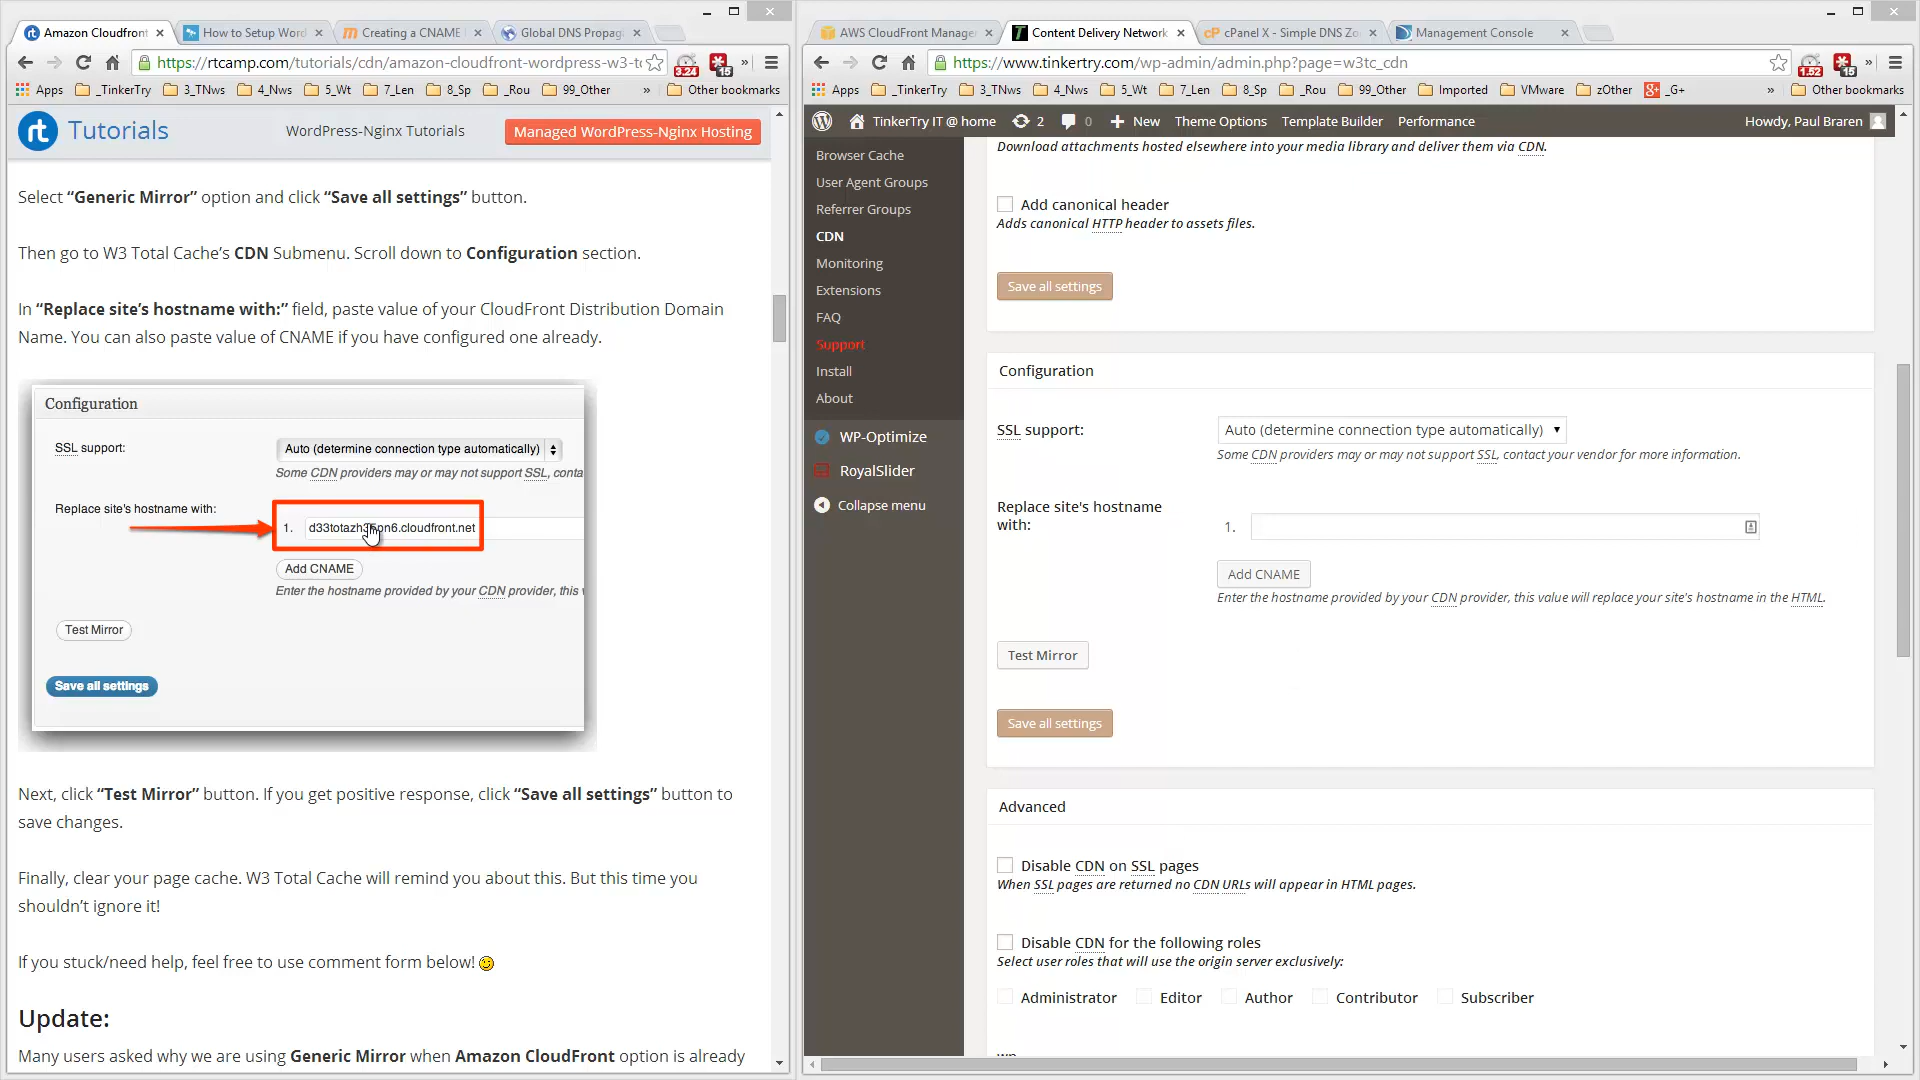 Amazon Cloudfront
How to Setup Word
Creating a CNAME
Global DNS Propag
https://rtcamp.com/tutorials/cdn/amazon-cloudfront-wordpress-w3-to
3.24
15
Apps
_TinkerTry
3_TNws
4_Nws
5_Wt
7_Len
8_Sp
_Rou
99_Other
»
Other bookmarks
rt
Tutorials
WordPress-Nginx Tutorials
Managed WordPress-Nginx Hosting
Select “Generic Mirror” option and click “Save all settings” button.
Then go to W3 Total Cache’s CDN Submenu. Scroll down to Configuration section.
In “Replace site’s hostname with:” field, paste value of your CloudFront Distribution Domain
Name. You can also paste value of CNAME if you have configured one already.
Configuration
SSL support:
Auto (determine connection type automatically)
Some CDN providers may or may not support SSL, conta
Replace site's hostname with:
1.
Add CNAME
Enter the hostname provided by your CDN provider, this v
Test Mirror
Save all settings
Next, click “Test Mirror” button. If you get positive response, click “Save all settings” button to
save changes.
Finally, clear your page cache. W3 Total Cache will remind you about this. But this time you
shouldn’t ignore it!
If you stuck/need help, feel free to use comment form below!
Update:
Many users asked why we are using Generic Mirror when Amazon CloudFront option is already
AWS CloudFront Manage
Content Delivery Network
cPanel X - Simple DNS Zo
Management Console
https://www.tinkertry.com/wp-admin/admin.php?page=w3tc_cdn
1.52
15
Apps
_TinkerTry
3_TNws
4_Nws
5_Wt
7_Len
8_Sp
_Rou
99_Other
Imported
VMware
zOther
_G+
»
Other bookmarks
TinkerTry IT @ home
2
0
New
Theme Options
Template Builder
Performance
Howdy, Paul Braren
Browser Cache
User Agent Groups
Referrer Groups
CDN
Monitoring
Extensions
FAQ
Support
Install
About
WP-Optimize
RoyalSlider
Collapse menu
Download attachments hosted elsewhere into your media library and deliver them via CDN.
Add canonical header
Adds canonical HTTP header to assets files.
Save all settings
Configuration
SSL support:
Auto (determine connection type automatically)
Some CDN providers may or may not support SSL, contact your vendor for more information.
Replace site's hostname
with:
1.
Add CNAME
Enter the hostname provided by your CDN provider, this value will replace your site's hostname in the HTML.
Test Mirror
Save all settings
Advanced
Disable CDN on SSL pages
When SSL pages are returned no CDN URLs will appear in HTML pages.
Disable CDN for the following roles
Select user roles that will use the origin server exclusively:
Administrator
Editor
Author
Contributor
Subscriber